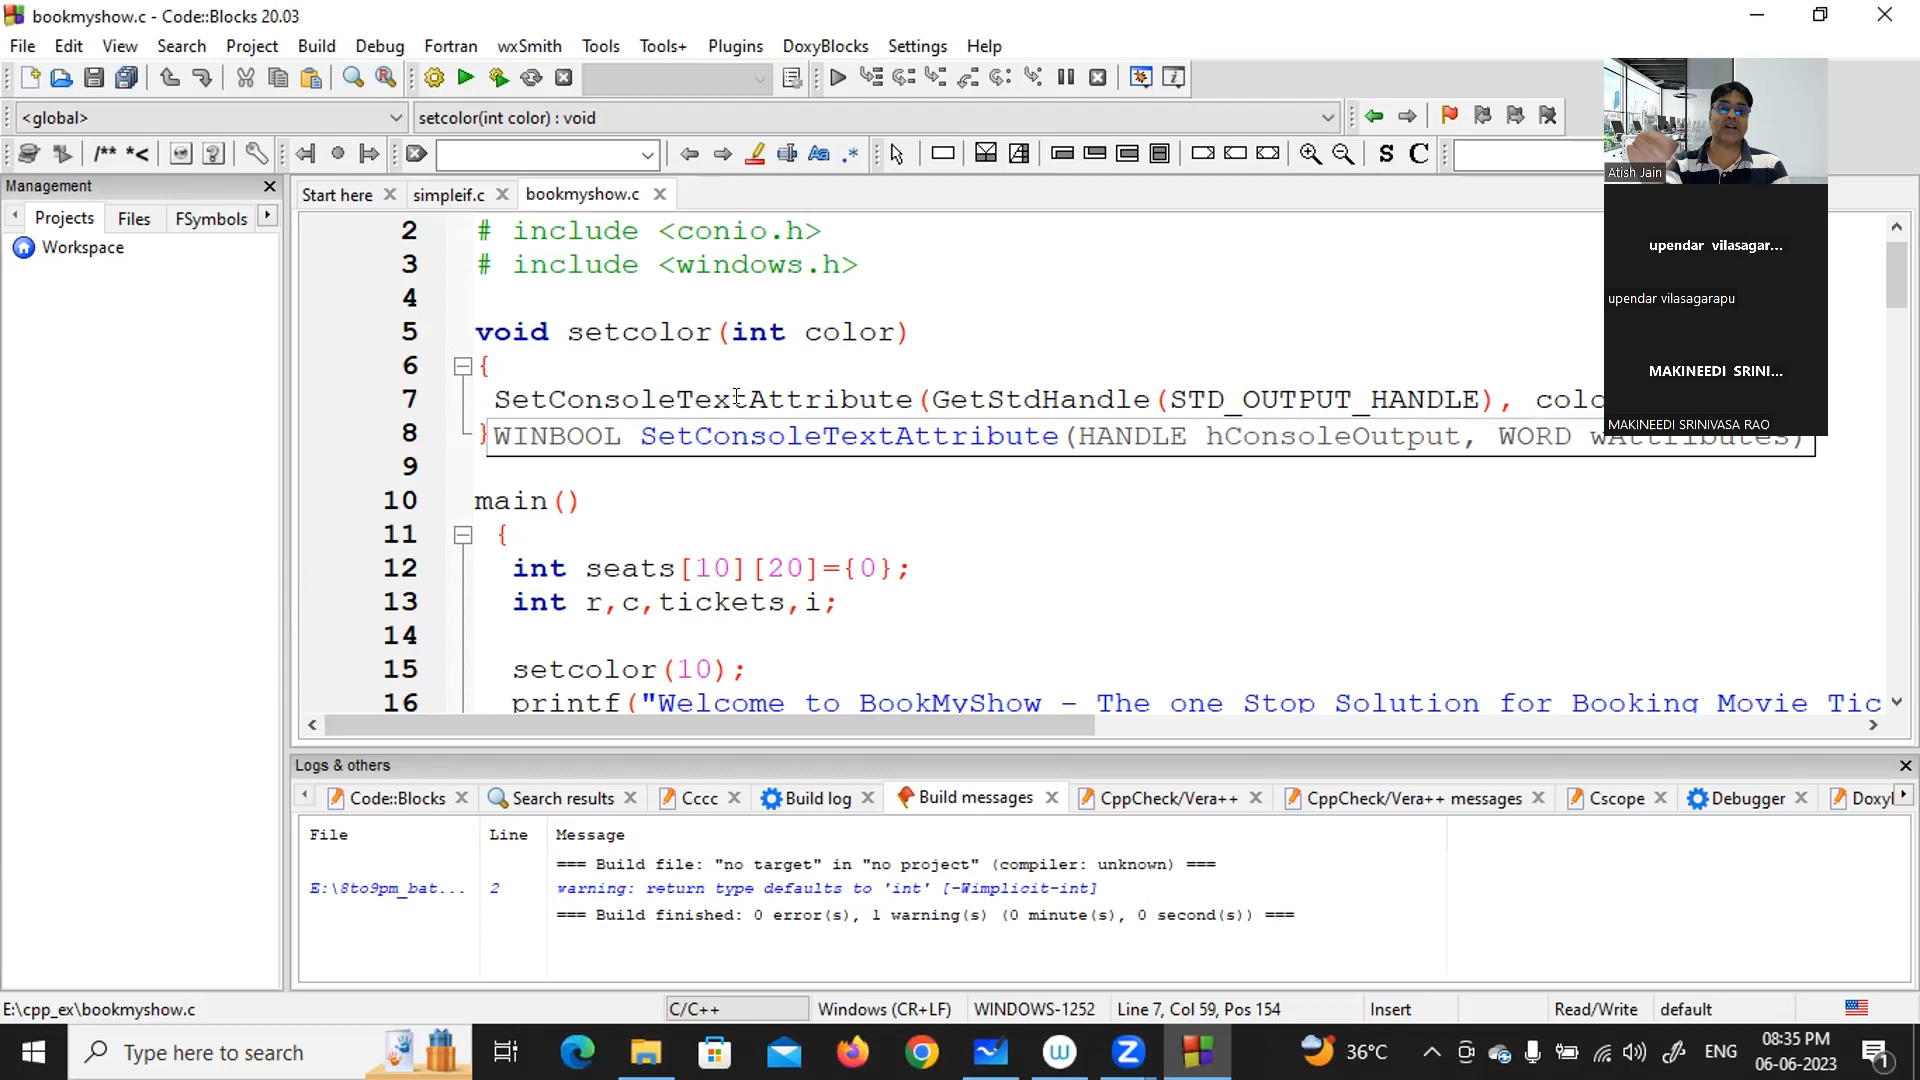 bookmyshow.c - Code::Blocks 20.03
File Edit View Search Project Build Debug Fortran wxSmith Tools Tools+ Plugins DoxyBlocks Settings Help
<global> setcolor(int color) : void
/** *< Aa .* S C
Management
Projects Files FSymbols
Workspace
Start here simpleif.c bookmyshow.c
2 # include <conio.h>
3 # include <windows.h>
4
5 void setcolor(int color)
6 {
7 SetConsoleTextAttribute(GetStdHandle(STD_OUTPUT_HANDLE), colo
8 }WINBOOL SetConsoleTextAttribute(HANDLE hConsoleOutput, WORD wAttributes)
9
10 main()
11 {
12 int seats[10][20]={0};
13 int r,c,tickets,i;
14
15 setcolor(10);
16 printf("Welcome to BookMyShow - The one Stop Solution for Booking Movie Tic
Atish Jain
upendar vilasagar...
upendar vilasagarapu
MAKINEEDI SRINI...
MAKINEEDI SRINIVASA RAO
Logs & others
Code::Blocks Search results Cccc Build log Build messages CppCheck/Vera++ CppCheck/Vera++ messages Cscope Debugger Doxyl
File Line Message
=== Build file: "no target" in "no project" (compiler: unknown) ===
E:\8to9pm_bat... 2 warning: return type defaults to 'int' [-Wimplicit-int]
=== Build finished: 0 error(s), 1 warning(s) (0 minute(s), 0 second(s)) ===
E:\cpp_ex\bookmyshow.c C/C++ Windows (CR+LF) WINDOWS-1252 Line 7, Col 59, Pos 154 Insert Read/Write default
Type here to search 36°C ENG 08:35 PM
06-06-2023 1